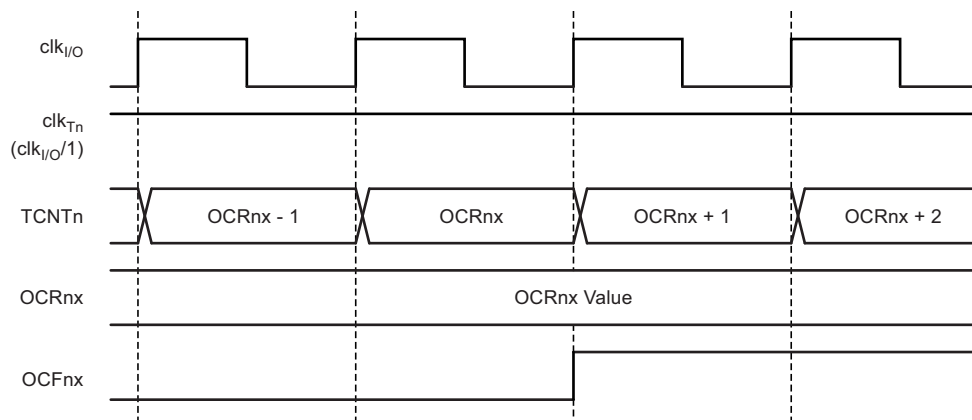 clkI/O
clkTn
(clkI/O/1)
TCNTn OCRnx - 1 OCRnx OCRnx + 1 OCRnx + 2
OCRnx OCRnx Value
OCFnx